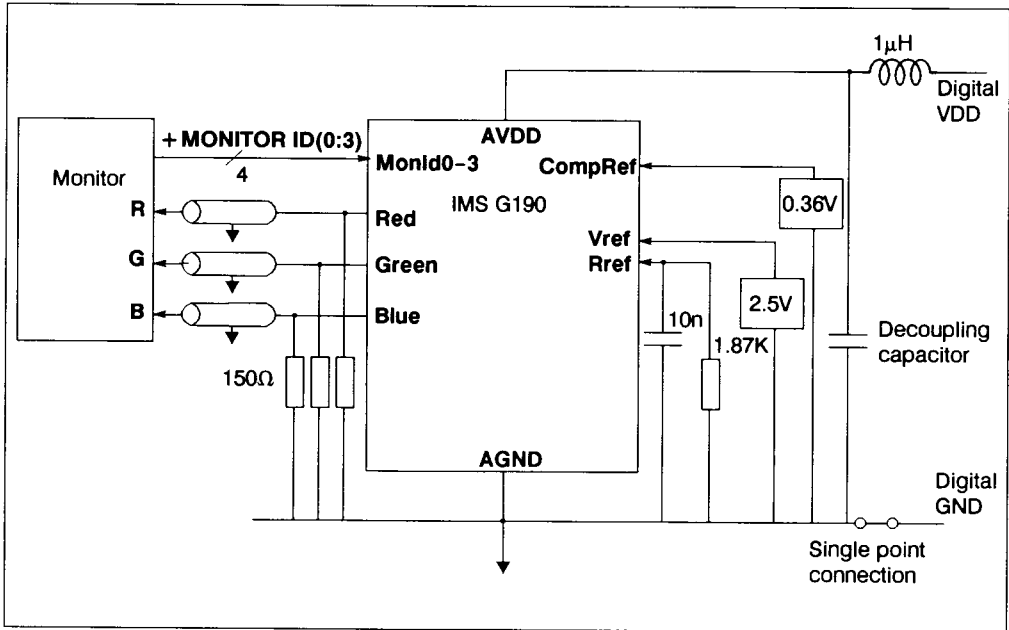 1μH
Digital
VDD
AVDD
+MONITOR ID(0:3)
4
MonId0-3
CompRef
Monitor
IMS G190
0.36V
R
Red
Vref
G
Green
Rref
2.5V
B
Blue
10n
1.87K
Decoupling
capacitor
150Ω
AGND
Digital
GND
Single point
connection